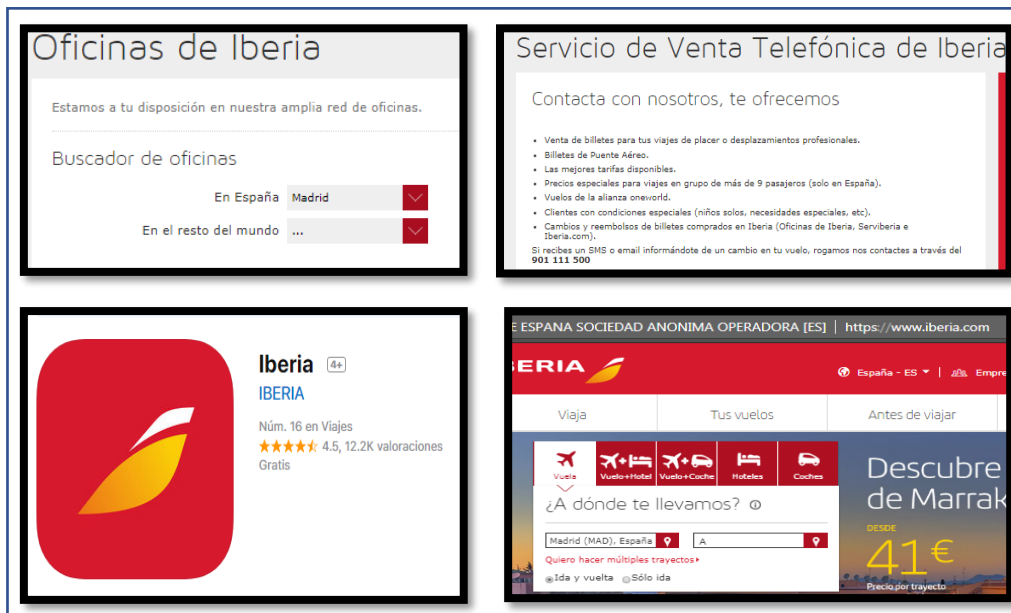 Oficinas de Iberia
Estamos a tu disposición en nuestra amplia red de oficinas.
Buscador de oficinas
En España Madrid
En el resto del mundo ...
Servicio de Venta Telefónica de Iberia
Contacta con nosotros, te ofrecemos
• Venta de billetes para tus viajes de placer o desplazamientos profesionales.
• Billetes de Puente Aéreo.
• Las mejores tarifas disponibles.
• Precios especiales para viajes en grupo de más de 9 pasajeros (solo en España).
• Vuelos de la alianza oneworld.
• Clientes con condiciones especiales (niños solos, necesidades especiales, etc).
• Cambios y reembolsos de billetes comprados en Iberia (Oficinas de Iberia, Serviberia e
Iberia.com).
Si recibes un SMS o email informándote de un cambio en tu vuelo, rogamos nos contactes a través del
901 111 500
Iberia 4+
IBERIA
Núm. 16 en Viajes
4.5, 12.2K valoraciones
Gratis
E ESPANA SOCIEDAD ANONIMA OPERADORA [ES] | https://www.iberia.com
BERIA
España - ES | Empre
Viaja Tus vuelos Antes de viajar
Vuela Vuelo+Hotel Vuelo+Coche Hoteles Coches
¿A dónde te llevamos?
Madrid (MAD), España A
Quiero hacer múltiples trayectos
Ida y vuelta Sólo ida
Descubre
de Marrak
DESDE
41€
Precio por trayecto